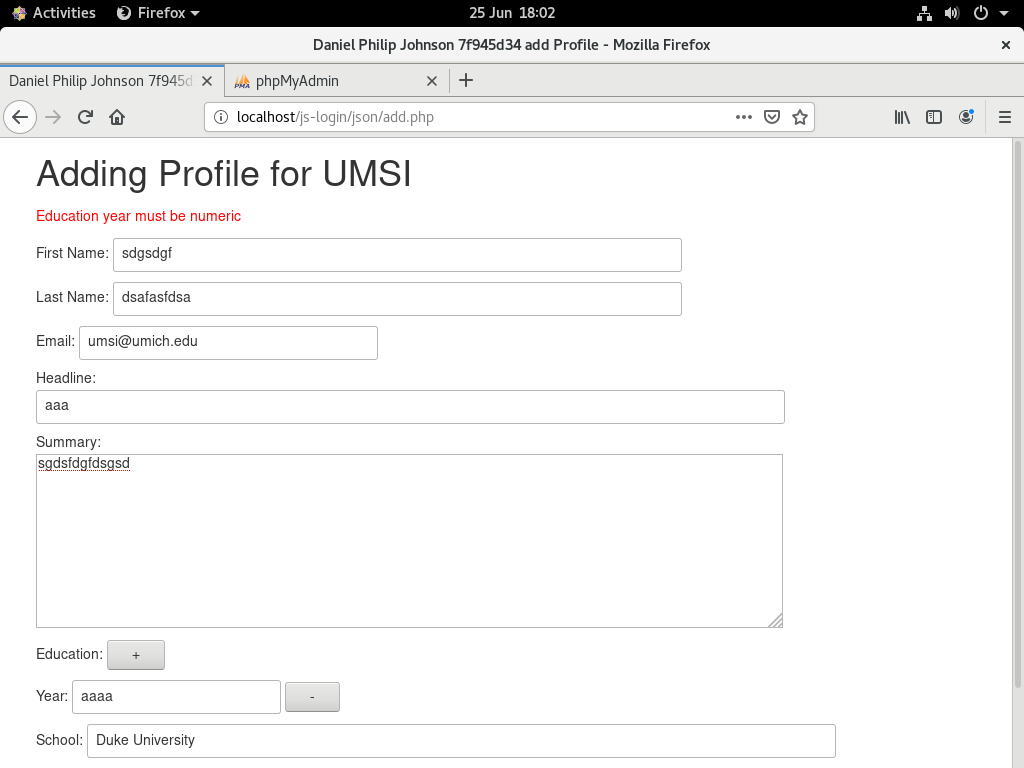 Activities Firefox 25 Jun 18:02
Daniel Philip Johnson 7f945d34 add Profile - Mozilla Firefox
Daniel Philip Johnson 7f945d phpMyAdmin
localhost/js-login/json/add.php
Adding Profile for UMSI
Education year must be numeric
First Name: sdgsdgf
Last Name: dsafasfdsa
Email: umsi@umich.edu
Headline:
aaa
Summary:
sgdsfdgfdsgsd
Education: +
Year: aaaa -
School: Duke University